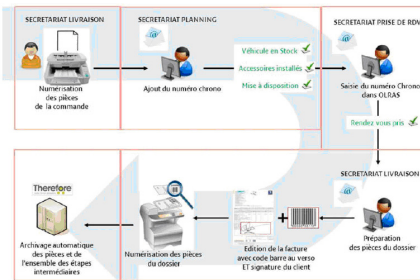 SECRETARIAT LIVRAISON
Numérisation
des pièces
de la commande
SECRETARIAT PLANNING
Ajout du numéro chrono
Véhicule en Stock
Accessoires installés
Mise à disposition
SECRETARIAT PRISE DE RDV
Saisie du numéro Chrono
dans OLRAS
Rendez vous pris
SECRETARIAT LIVRAISON
Préparation
des pièces du dossier
Edition de la facture
avec code barre au verso
ET signature du client
Numérisation des pièces
du dossier
Therefore
Archivage automatique
des pièces et de
l'ensemble des étapes
intermédiaires